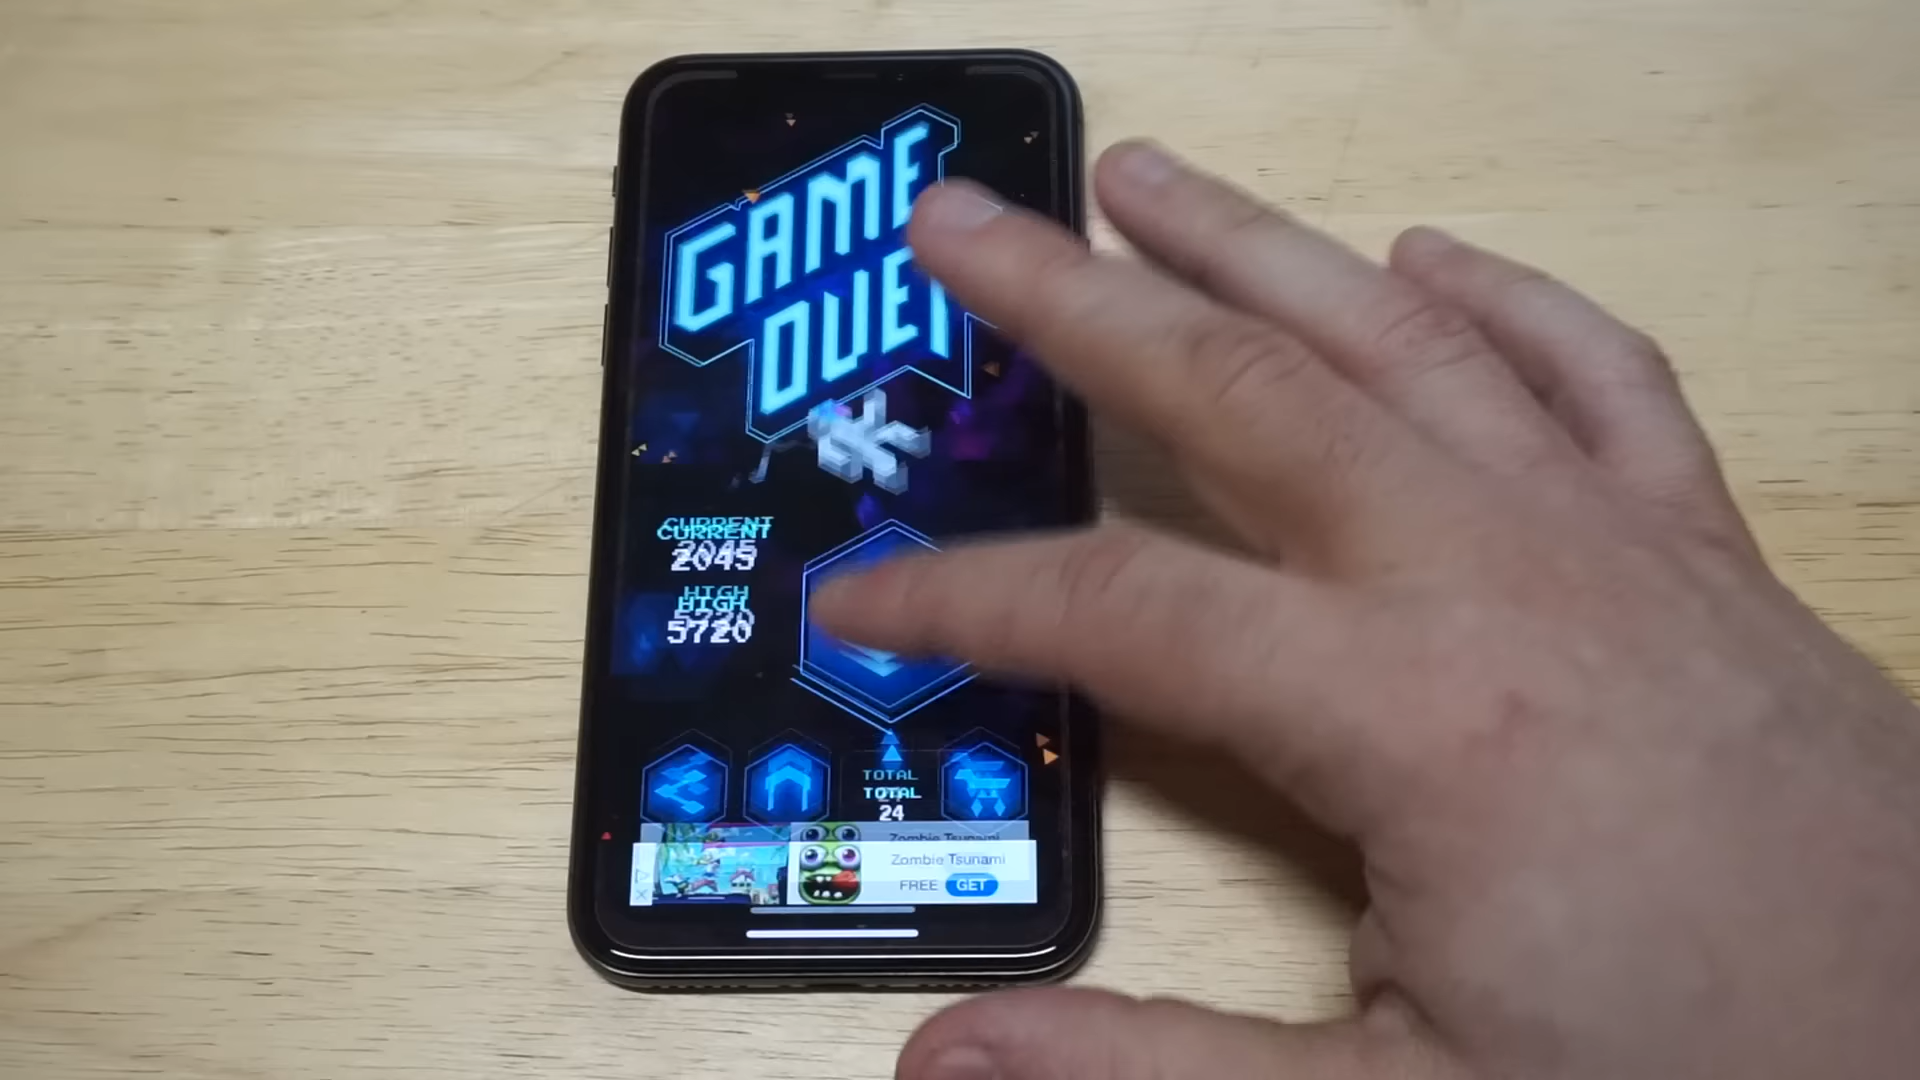 GAME
OVER
CURRENT
2045
HIGH
5720
TOTAL
24
Zombie Tsunami
FREE GET